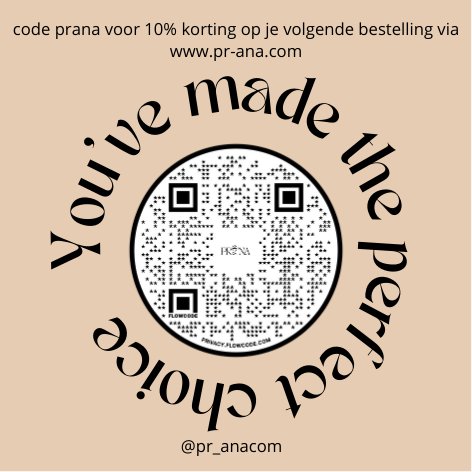 code prana voor 10% korting op je volgende bestelling via
www.pr-ana.com
You've made the perfect choice
PRANA
FLOWCODE
PRIVACY.FLOWCODE.COM
@pr_anacom